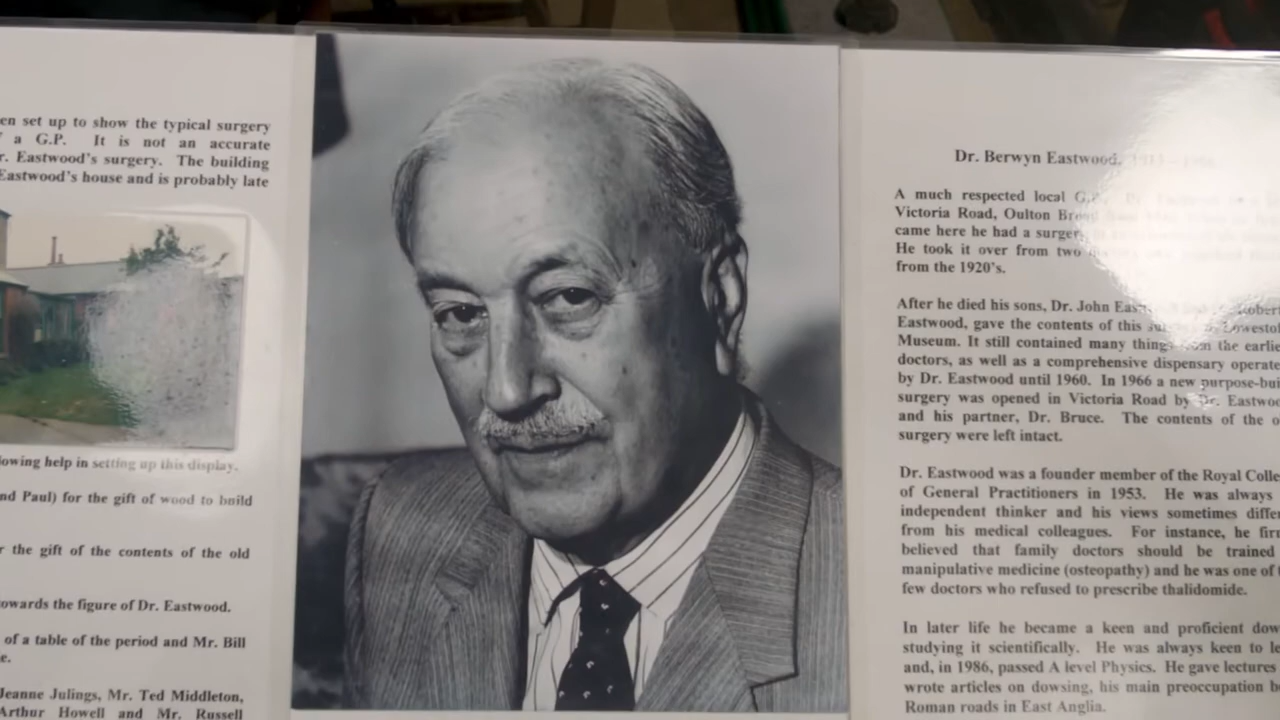 en set up to show the typical surgery
a G.P. It is not an accurate
r. Eastwood's surgery. The building
Eastwood's house and is probably late
owing help in setting up this display.
nd Paul) for the gift of wood to build
r the gift of the contents of the old
owards the figure of Dr. Eastwood.
of a table of the period and Mr. Bill
e.
Jeanne Julings, Mr. Ted Middleton,
Arthur Howell and Mr. Russell
Dr. Berwyn Eastwood.
A much respected local G.P.
Victoria Road, Oulton Broad
came here he had a surgery
He took it over from two
from the 1920's.
After he died his sons, Dr. John
Eastwood, gave the contents of this
Museum. It still contained many things from the earlie
doctors, as well as a comprehensive dispensary operate
by Dr. Eastwood until 1960. In 1966 a new purpose-bui
surgery was opened in Victoria Road by Dr. Eastwoo
and his partner, Dr. Bruce. The contents of the o
surgery were left intact.
Dr. Eastwood was a founder member of the Royal Colle
of General Practitioners in 1953. He was always
independent thinker and his views sometimes differ
from his medical colleagues. For instance, he fir
believed that family doctors should be trained
manipulative medicine (osteopathy) and he was one of t
few doctors who refused to prescribe thalidomide.
In later life he became a keen and proficient dow
studying it scientifically. He was always keen to le
and, in 1986, passed A level Physics. He gave lectures
wrote articles on dowsing, his main preoccupation b
Roman roads in East Anglia.